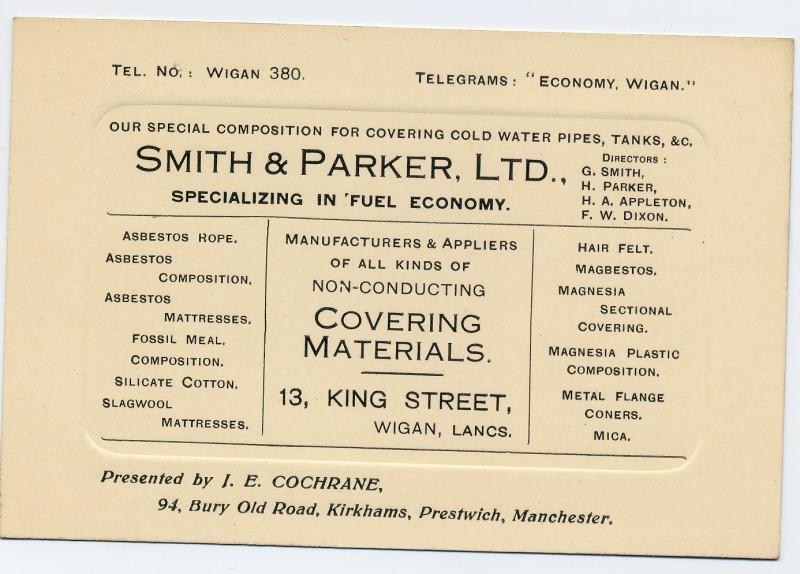 TEL. NO.: WIGAN 380.
TELEGRAMS: "ECONOMY, WIGAN."
OUR SPECIAL COMPOSITION FOR COVERING COLD WATER PIPES, TANKS, &C.
SMITH & PARKER, LTD.,
SPECIALIZING IN FUEL ECONOMY.
DIRECTORS:
G. SMITH,
H. PARKER,
H. A. APPLETON,
F. W. DIXON.
ASBESTOS ROPE.
ASBESTOS
COMPOSITION.
ASBESTOS
MATTRESSES.
FOSSIL MEAL.
COMPOSITION.
SILICATE COTTON.
SLAGWOOL
MATTRESSES.
MANUFACTURERS & APPLIERS
OF ALL KINDS OF
NON-CONDUCTING
COVERING
MATERIALS.
13, KING STREET,
WIGAN, LANCS.
HAIR FELT.
MAGBESTOS.
MAGNESIA
SECTIONAL
COVERING.
MAGNESIA PLASTIC
COMPOSITION.
METAL FLANGE
CONERS.
MICA.
Presented by J. E. COCHRANE,
94, Bury Old Road, Kirkhams, Prestwich, Manchester.